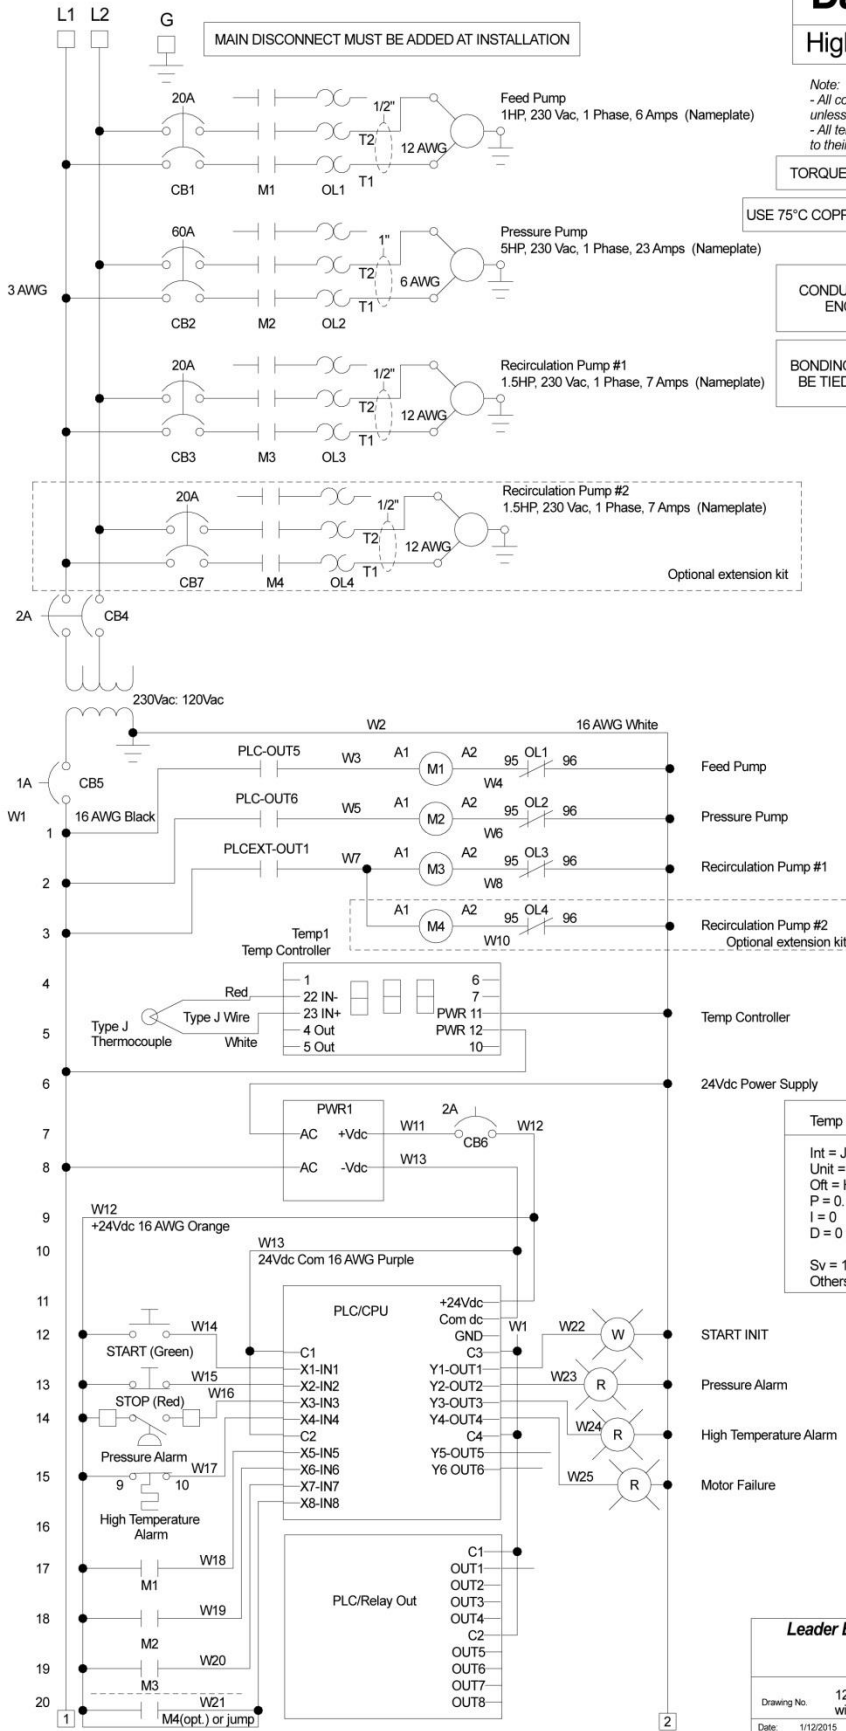 L1 L2 G
MAIN DISCONNECT MUST BE ADDED AT INSTALLATION
High
Note:
- All co
unless
- All te
to thei
TORQUE
USE 75°C COPP
CONDU
ENC
BONDING
BE TIED
20A
1/2"
Feed Pump
1HP, 230 Vac, 1 Phase, 6 Amps (Nameplate)
T2
12 AWG
T1
CB1 M1 OL1
60A
1"
Pressure Pump
5HP, 230 Vac, 1 Phase, 23 Amps (Nameplate)
T2
6 AWG
T1
3 AWG
CB2 M2 OL2
20A
1/2"
Recirculation Pump #1
1.5HP, 230 Vac, 1 Phase, 7 Amps (Nameplate)
T2
12 AWG
T1
CB3 M3 OL3
20A
1/2"
Recirculation Pump #2
1.5HP, 230 Vac, 1 Phase, 7 Amps (Nameplate)
T2
12 AWG
T1
CB7 M4 OL4
Optional extension kit
2A CB4
230Vac: 120Vac
W2 16 AWG White
PLC-OUT5 W3 A1 M1 A2 W4 95 OL1 96 Feed Pump
1A CB5
W1 16 AWG Black
PLC-OUT6 W5 A1 M2 A2 W6 95 OL2 96 Pressure Pump
1
PLCEXT-OUT1 W7 A1 M3 A2 W8 95 OL3 96 Recirculation Pump #1
2
A1 M4 A2 W10 95 OL4 96 Recirculation Pump #2
Optional extension kit
3
Temp1
Temp Controller
4
1 6
Red 22 IN- 7
Type J Wire 23 IN+ PWR 11 Temp Controller
Type J
Thermocouple
White 4 Out PWR 12
5
5 Out 10
6 24Vdc Power Supply
PWR1 2A
7 AC +Vdc W11 CB6 W12
8 AC -Vdc W13
Temp
Int = J
Unit =
Oft = H
P = 0.
I = 0
D = 0
Sv = 1
Others
9 W12
+24Vdc 16 AWG Orange
10 W13
24Vdc Com 16 AWG Purple
11
PLC/CPU
+24Vdc
Com dc
GND W1
12 START (Green) W14 C1 C3 W22 W START INIT
X1-IN1 Y1-OUT1
13 STOP (Red) W15 X2-IN2 Y2-OUT2 W23 R Pressure Alarm
W16 X3-IN3 Y3-OUT3
14 X4-IN4 Y4-OUT4 W24 R High Temperature Alarm
Pressure Alarm C2 C4
W17 X5-IN5 Y5-OUT5
15 9 10 X6-IN6 Y6 OUT6 W25 R Motor Failure
X7-IN7
High Temperature
Alarm
X8-IN8
16
17 W18
M1
18 W19
M2
19 W20
M3
20 W21
M4(opt.) or jump
PLC/Relay Out
C1
OUT1
OUT2
OUT3
OUT4
C2
OUT5
OUT6
OUT7
OUT8
1 2
Leader E
Drawing No. 12
wi
Date: 1/12/2015